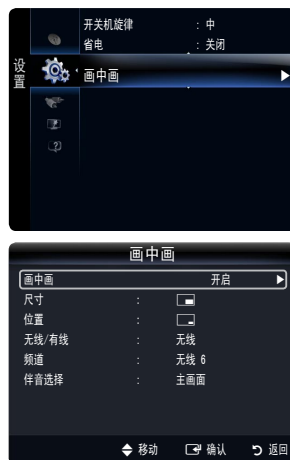 设置
开关机旋律 : 中
省电 : 关闭
画中画
画中画
画中画 开启
尺寸 :
位置 :
无线/有线 : 无线
频道 : 无线 6
伴音选择 : 主画面
移动 确认 返回